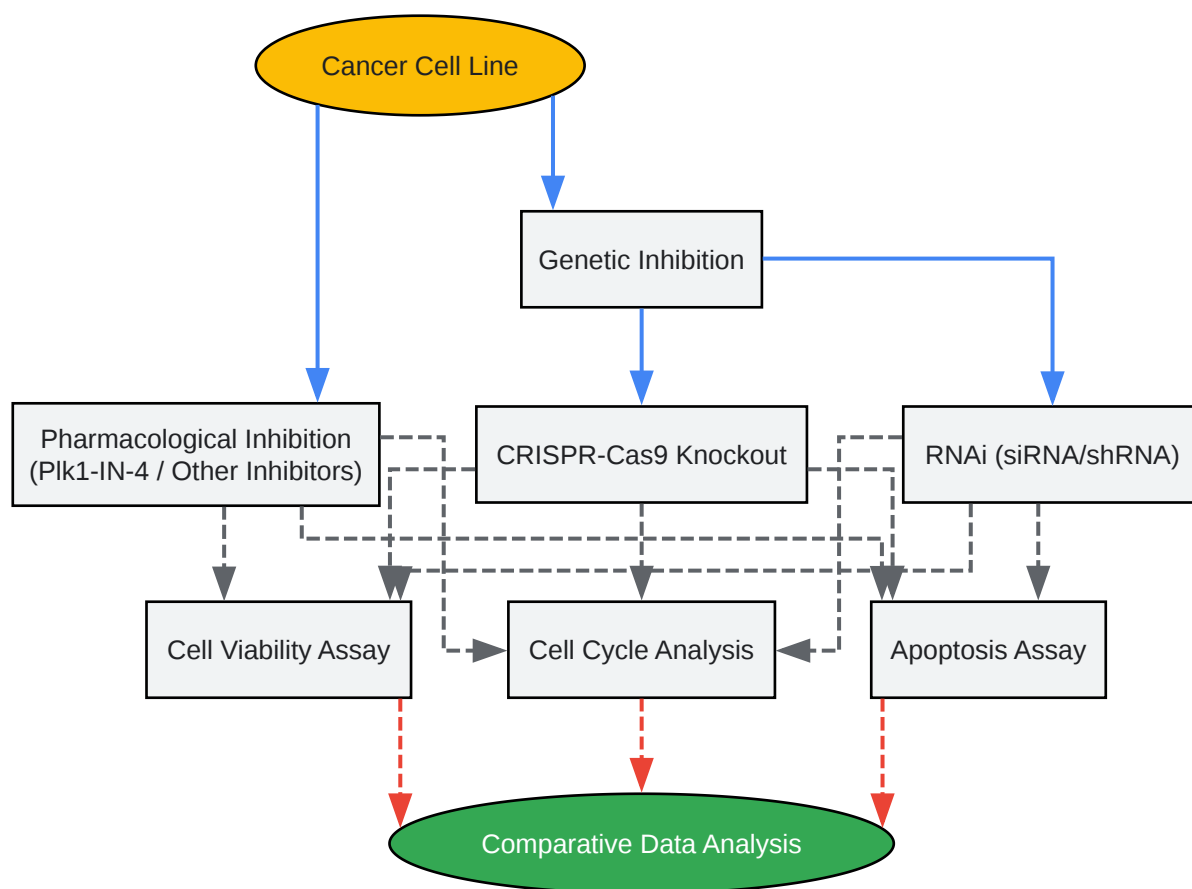 Cancer Cell Line
Genetic Inhibition
Pharmacological Inhibition
(Plk1-IN-4 / Other Inhibitors)
CRISPR-Cas9 Knockout
RNAi (siRNA/shRNA)
Cell Viability Assay
Cell Cycle Analysis
Apoptosis Assay
Comparative Data Analysis